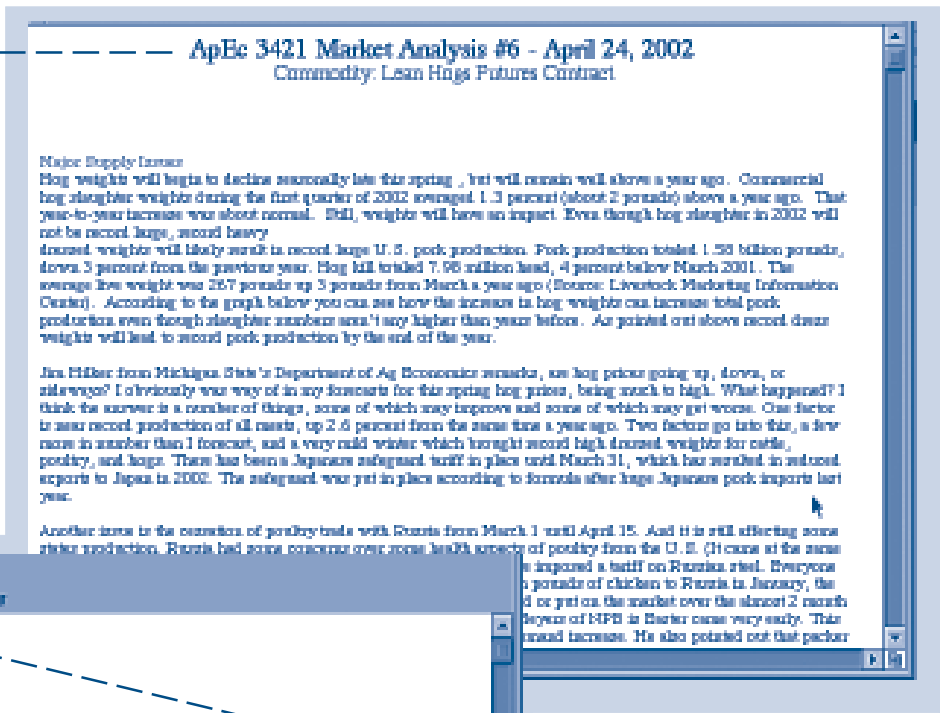 ApEc 3421 Market Analysis #6 - April 24, 2002
Commodity: Lean Hogs Futures Contract
Major Supply Issues
Hog weights will begin to decline seasonally late this spring , but will remain well above a year ago. Commercial
hog slaughter weights during the first quarter of 2002 averaged 1.3 percent (about 2 pounds) above a year ago. That
year-to-year increase was about normal. Still, weights will have an impact. Even though hog slaughter in 2002 will
not be record large, record heavy
dressed weights will likely result in record large U.S. pork production. Pork production totaled 1.56 billion pounds,
down 3 percent from the previous year. Hog kill totaled 7.96 million head, 4 percent below March 2001. The
average live weight was 267 pounds up 3 pounds from March a year ago (Source: Livestock Marketing Information
Center). According to the graph below you can see how the increase in hog weights can increase total pork
production even though slaughter numbers aren't any higher than years before. As pointed out above record dress
weights will lead to record pork production by the end of the year.
Jim Hilker from Michigan State's Department of Ag Economics remarks, are hog prices going up, down, or
sideways? I obviously was way of in my forecasts for this spring hog prices, being much to high. What happened? I
think the answer is a number of things, some of which may improve and some of which may get worse. One factor
is near record production of all meats, up 2.6 percent from the same time a year ago. Two factors go into this, a few
more in number than I forecast, and a very mild winter which brought record high dressed weights for cattle,
poultry, and hogs. There has been a Japanese safeguard tariff in place until March 31, which has resulted in reduced
exports to Japan in 2002. The safeguard was put in place according to formula after huge Japanese pork imports last
year.
Another issue is the cessation of poultry trade with Russia from March 1 until April 15. And it is still affecting some
states production. Russia had some concerns over some health aspects of poultry from the U.S. (It came at the same
imposed a tariff on Russian steel. Everyone
pounds of chicken to Russia in January, the
or put on the market over the almost 2 month
of NPB is Easter came very early. This
increase. He also pointed out that packer